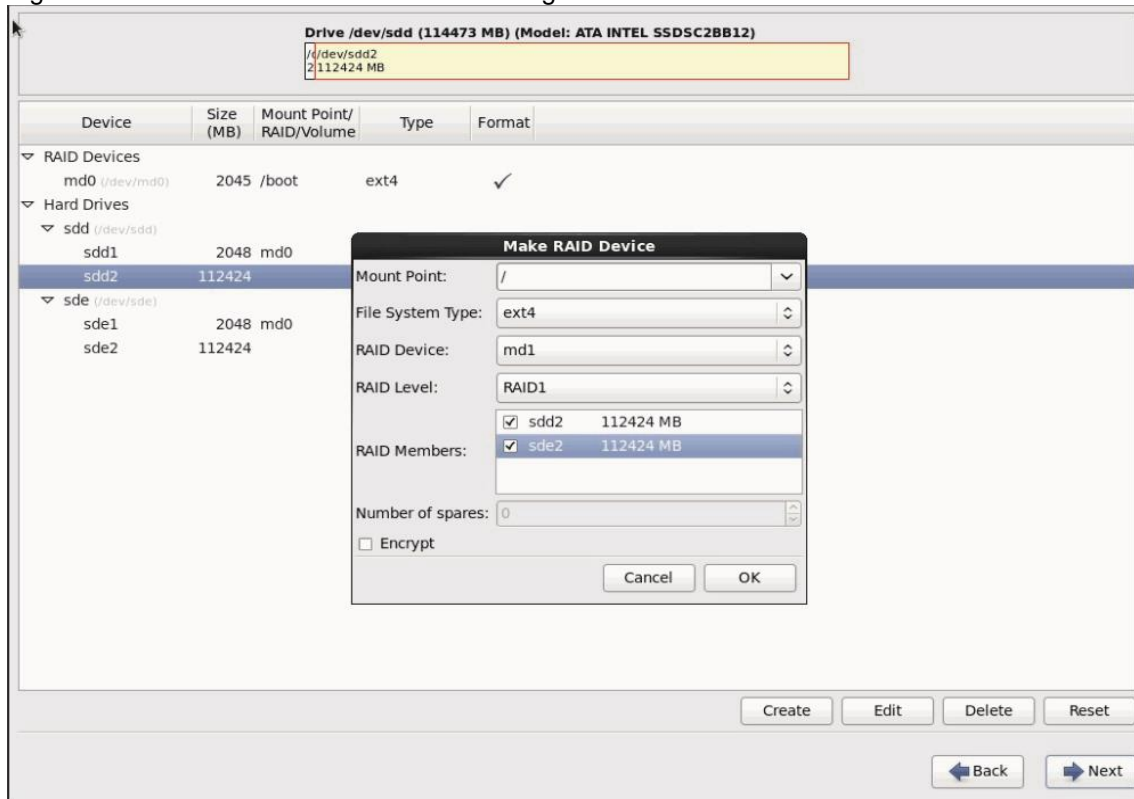 Drive /dev/sdd (114473 MB) (Model: ATA INTEL SSDSC2BB12)
/dev/sdd2
112424 MB
Device Size (MB) Mount Point/ RAID/Volume Type Format
RAID Devices
md0 (/dev/md0) 2045 /boot ext4
Hard Drives
sdd (/dev/sdd)
sdd1 2048 md0
sdd2 112424
sde (/dev/sde)
sde1 2048 md0
sde2 112424
Make RAID Device
Mount Point: /
File System Type: ext4
RAID Device: md1
RAID Level: RAID1
RAID Members:
sdd2 112424 MB
sde2 112424 MB
Number of spares: 0
Encrypt
Cancel OK
Create Edit Delete Reset
Back Next